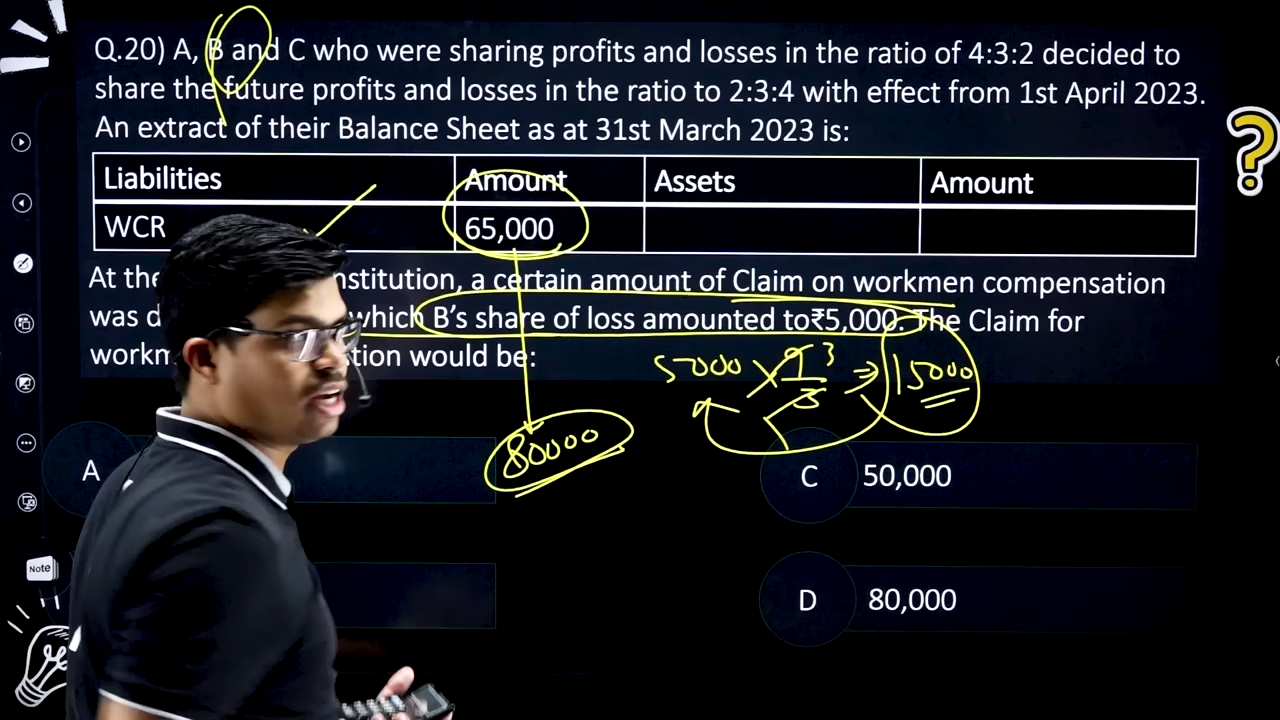 Q.20) A, B and C who were sharing profits and losses in the ratio of 4:3:2 decided to
share the future profits and losses in the ratio to 2:3:4 with effect from 1st April 2023.
An extract of their Balance Sheet as at 31st March 2023 is:
Liabilities Amount Assets Amount
WCR 65,000
At the nstitution, a certain amount of Claim on workmen compensation
was d which B's share of loss amounted to₹5,000. The Claim for
workm tion would be:
5000 × 9/3 3 ⇒ 15000
80000
A
C 50,000
D 80,000
Note